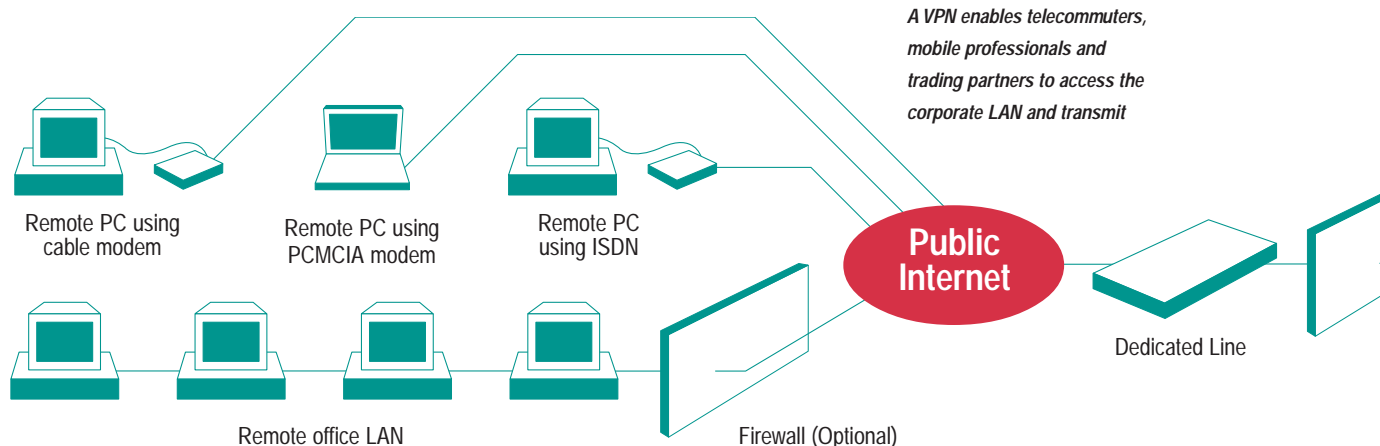 A VPN enables telecommuters,
mobile professionals and
trading partners to access the
corporate LAN and transmit
Remote PC using
cable modem
Remote PC using
PCMCIA modem
Remote PC
using ISDN
Public
Internet
Dedicated Line
Remote office LAN
Firewall (Optional)